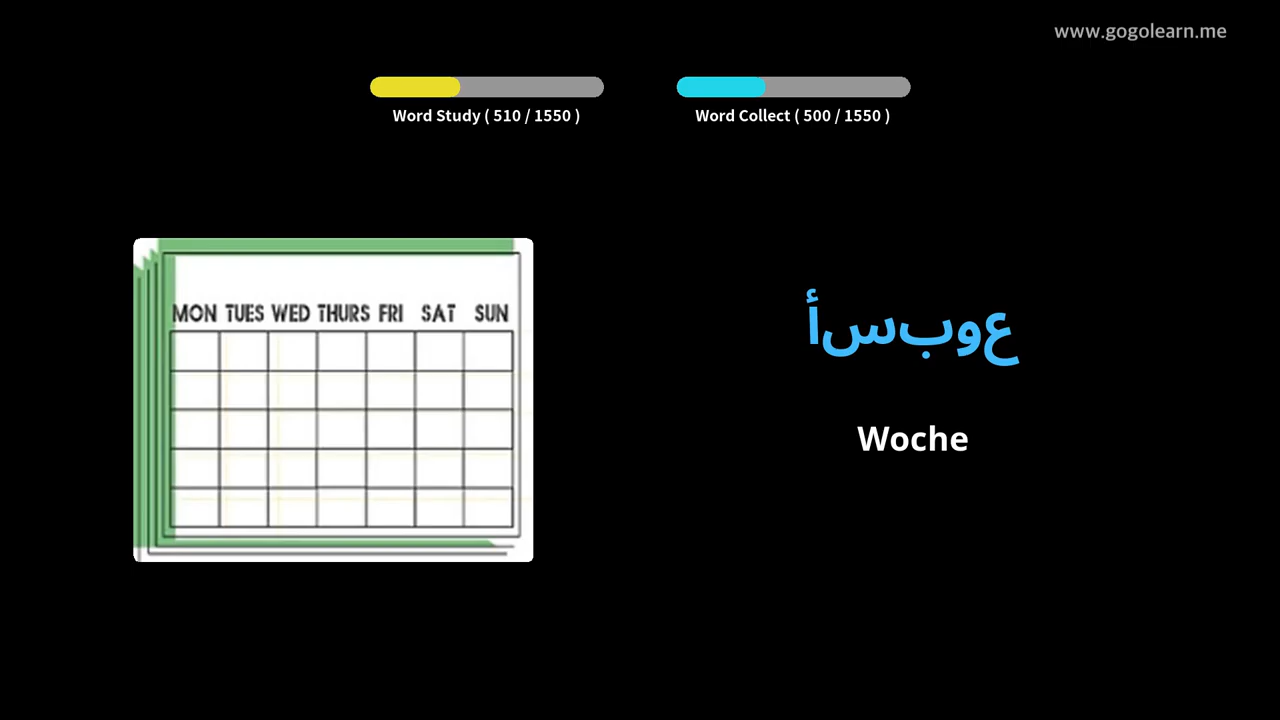 www.gogolearn.me
Word Study ( 510 / 1550 )
Word Collect ( 500 / 1550 )
MON TUES WED THURS FRI SAT SUN
عوبسأ
Woche